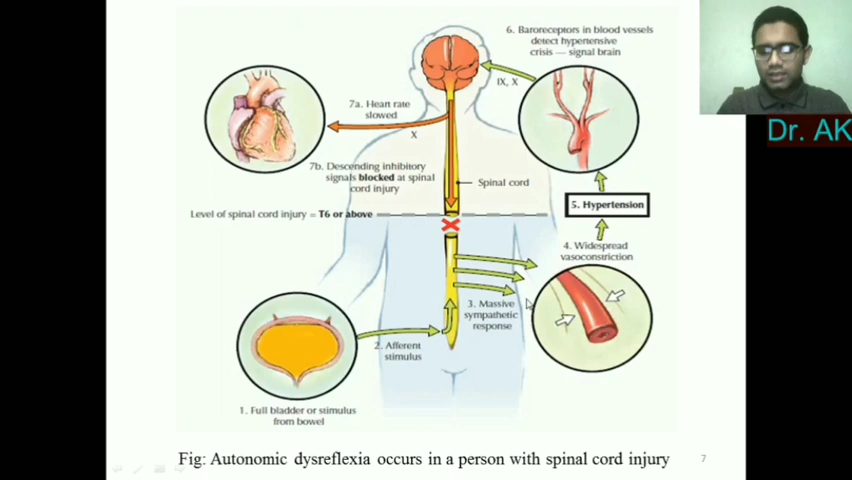 6. Baroreceptors in blood vessels
detect hypertensive
crisis — signal brain
IX, X
7a. Heart rate
slowed
X
7b. Descending inhibitory
signals blocked at spinal
cord injury
Spinal cord
Level of spinal cord injury = T6 or above
5. Hypertension
4. Widespread
vasoconstriction
3. Massive
sympathetic
response
2. Afferent
stimulus
1. Full bladder or stimulus
from bowel
Fig: Autonomic dysreflexia occurs in a person with spinal cord injury
7
Dr. AK